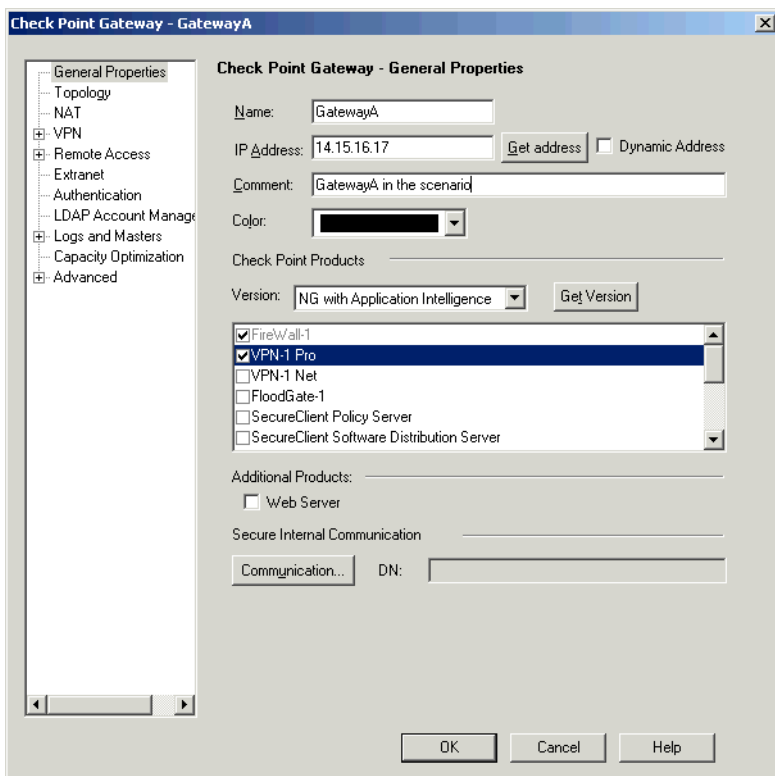 Check Point Gateway - GatewayA
General Properties
Topology
NAT
VPN
Remote Access
Extranet
Authentication
LDAP Account Manage
Logs and Masters
Capacity Optimization
Advanced
Check Point Gateway - General Properties
Name: GatewayA
IP Address: 14.15.16.17 Get address Dynamic Address
Comment: GatewayA in the scenario
Color:
Check Point Products
Version: NG with Application Intelligence Get Version
FireWall-1
VPN-1 Pro
VPN-1 Net
FloodGate-1
SecureClient Policy Server
SecureClient Software Distribution Server
Additional Products:
Web Server
Secure Internal Communication
Communication... DN:
OK Cancel Help